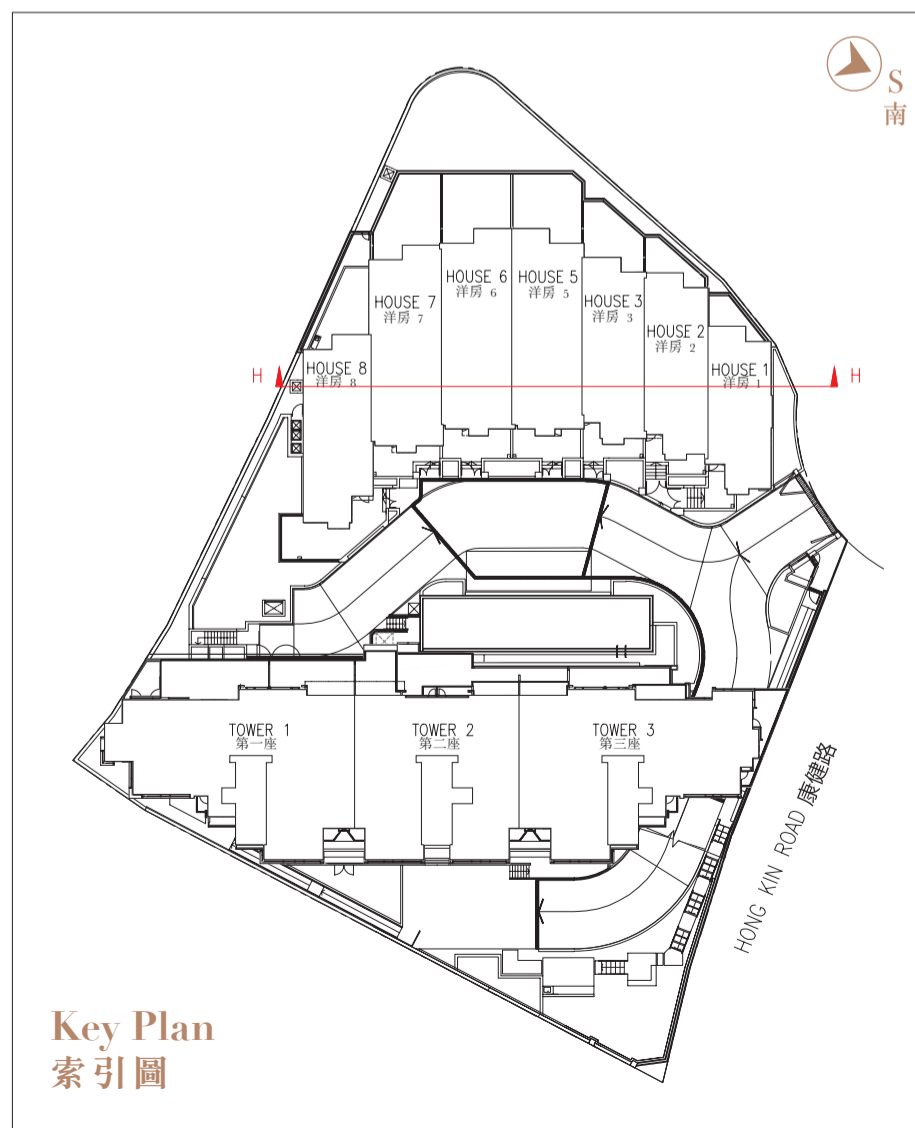 S
南
HOUSE 6
洋房 6
HOUSE 5
洋房 5
HOUSE 7
洋房 7
HOUSE 3
洋房 3
HOUSE 2
洋房 2
HOUSE 8
洋房 8
HOUSE 1
洋房 1
H
H
TOWER 1
第一座
TOWER 2
第二座
TOWER 3
第三座
HONG KIN ROAD 康健路
Key Plan
索引圖